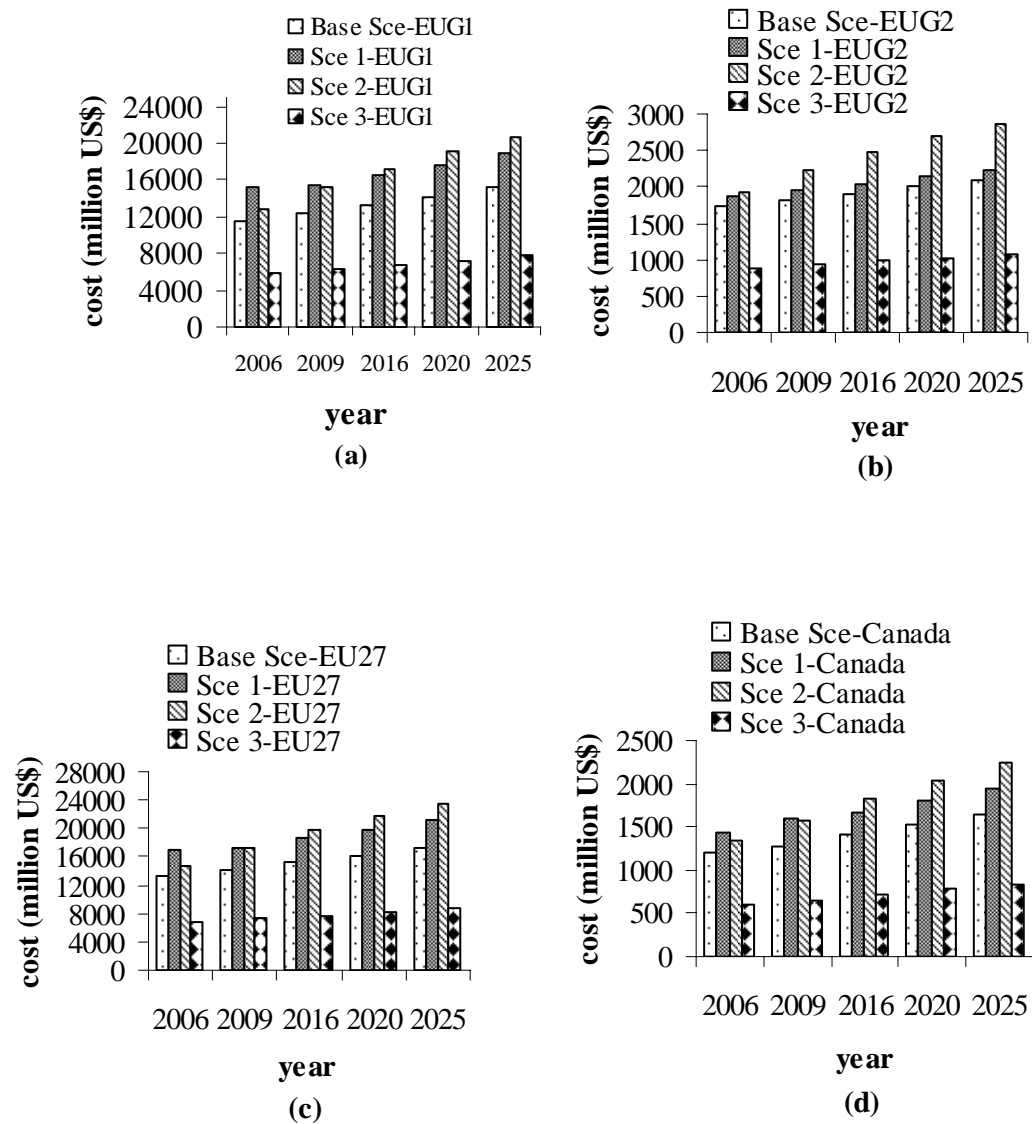 Base Sce-EUG1
Sce 1-EUG1
Sce 2-EUG1
Sce 3-EUG1
cost (million US$)
24000
20000
16000
12000
8000
4000
0
2006 2009 2016 2020 2025
year
(a)
Base Sce-EUG2
Sce 1-EUG2
Sce 2-EUG2
Sce 3-EUG2
cost (million US$)
3000
2500
2000
1500
1000
500
0
2006 2009 2016 2020 2025
year
(b)
Base Sce-EU27
Sce 1-EU27
Sce 2-EU27
Sce 3-EU27
cost (million US$)
28000
24000
20000
16000
12000
8000
4000
0
2006 2009 2016 2020 2025
year
(c)
Base Sce-Canada
Sce 1-Canada
Sce 2-Canada
Sce 3-Canada
cost (million US$)
2500
2000
1500
1000
500
0
2006 2009 2016 2020 2025
year
(d)